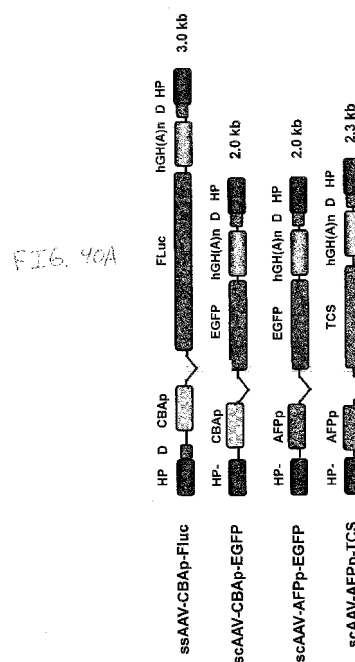 FIG. 40A
HP D CBAp FLuc hGH(A)n D HP
ssAAV-CBAp-Fluc 3.0 kb
HP- CBAp EGFP hGH(A)n D HP
scAAV-CBAp-EGFP 2.0 kb
HP- AFPp EGFP hGH(A)n D HP
scAAV-AFPp-EGFP 2.0 kb
HP- AFPp TCS hGH(A)n D HP
scAAV-AFPp-TCS 2.3 kb